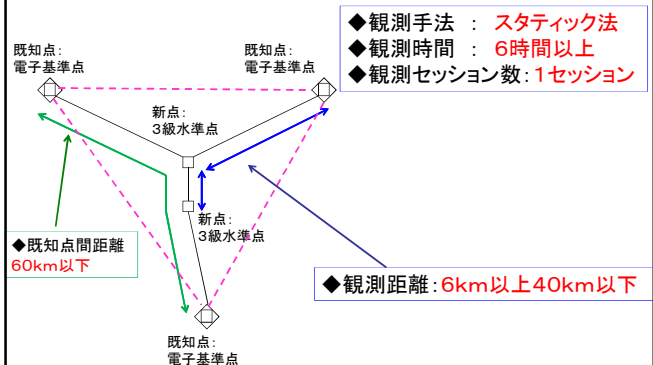 ◆観測手法 : スタティック法
◆観測時間 : 6時間以上
◆観測セッション数:1セッション
既知点:
電子基準点
既知点:
電子基準点
新点:
3級水準点
新点:
3級水準点
◆既知点間距離
60km以下
◆観測距離:6km以上40km以下
既知点:
電子基準点